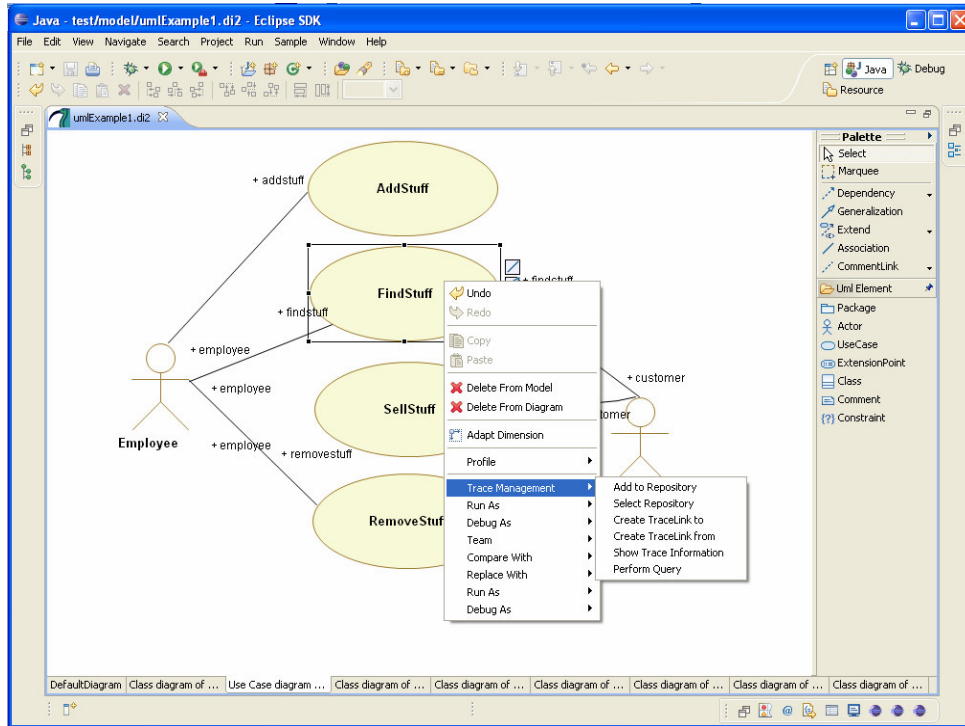 Java - test/model/umlExample1.di2 - Eclipse SDK
File Edit View Navigate Search Project Run Sample Window Help
Java Debug
Resource
umlExample1.di2
Palette
Select
Marquee
Dependency
Generalization
Extend
Association
CommentLink
Uml Element
Package
Actor
UseCase
ExtensionPoint
Class
Comment
{?} Constraint
+ addstuff
AddStuff
+ findstuff
FindStuff
+ findstuff
+ employee
+ employee
+ customer
SellStuff
tomer
Employee
+ employee
+ removestuff
RemoveStuf
Undo
Redo
Copy
Paste
Delete From Model
Delete From Diagram
Adapt Dimension
Profile
Trace Management
Run As
Debug As
Team
Compare With
Replace With
Run As
Debug As
Add to Repository
Select Repository
Create TraceLink to
Create TraceLink from
Show Trace Information
Perform Query
DefaultDiagram Class diagram of ... Use Case diagram ... Class diagram of ... Class diagram of ... Class diagram of ... Class diagram of ... Class diagram of ... Class diagram of ...